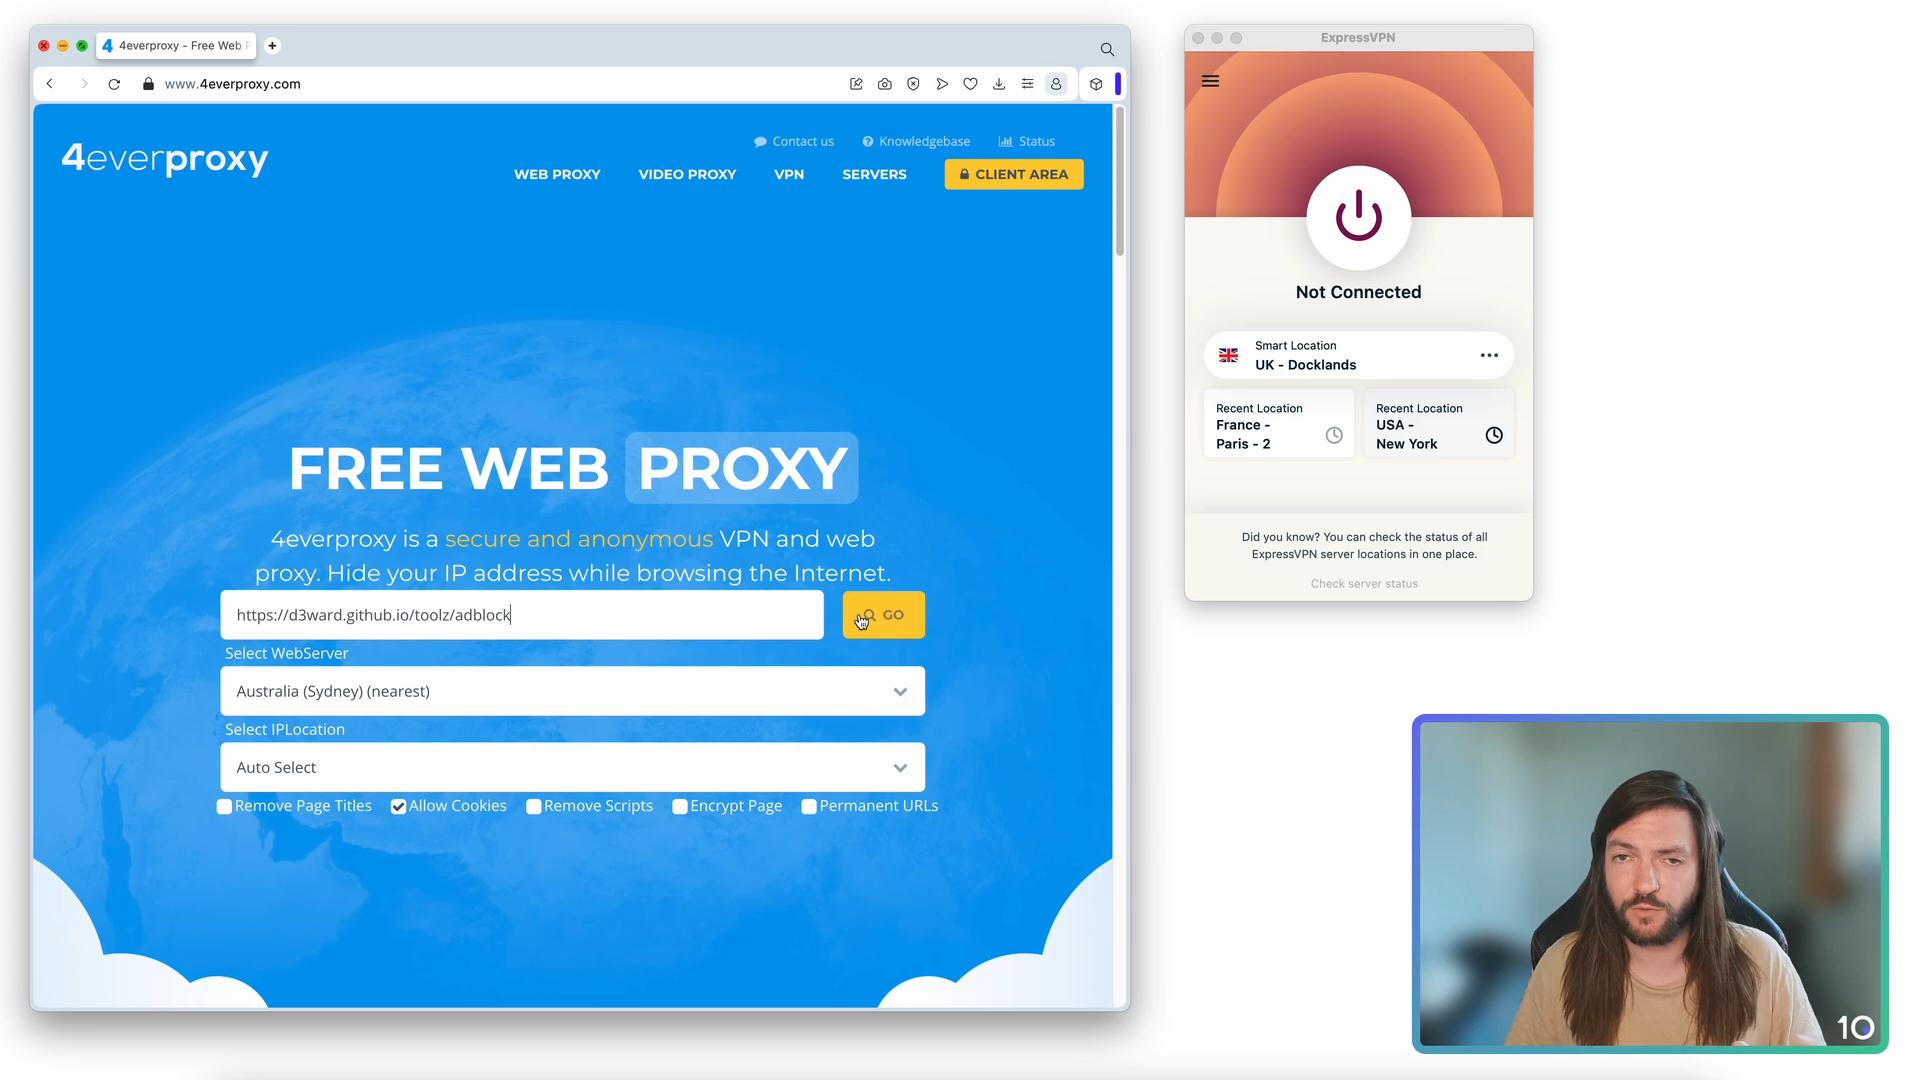 4everproxy - Free Web P
www.4everproxy.com
4everproxy
Contact us
Knowledgebase
Status
WEB PROXY
VIDEO PROXY
VPN
SERVERS
CLIENT AREA
FREE WEB PROXY
4everproxy is a secure and anonymous VPN and web
proxy. Hide your IP address while browsing the Internet.
https://d3ward.github.io/toolz/adblock
GO
Select WebServer
Australia (Sydney) (nearest)
Select IPLocation
Auto Select
Remove Page Titles
Allow Cookies
Remove Scripts
Encrypt Page
Permanent URLs
ExpressVPN
Not Connected
Smart Location
UK - Docklands
Recent Location
France -
Paris - 2
Recent Location
USA -
New York
Did you know? You can check the status of all
ExpressVPN server locations in one place.
Check server status
10